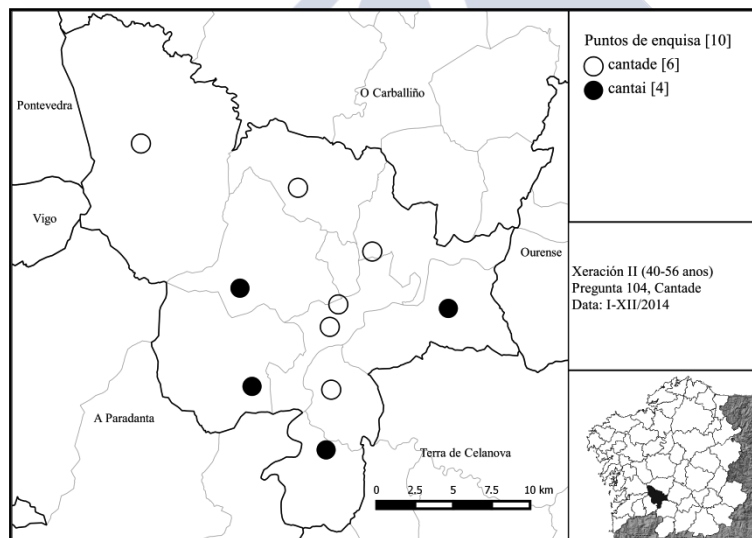 Puntos de enquisa [10]
cantade [6]
cantai [4]
Pontevedra
O Carballiño
Vigo
Ourense
Xeración II (40-56 anos)
Pregunta 104, Cantade
Data: I-XII/2014
A Paradanta
Terra de Celanova
0 2,5 5 7.5 10 km